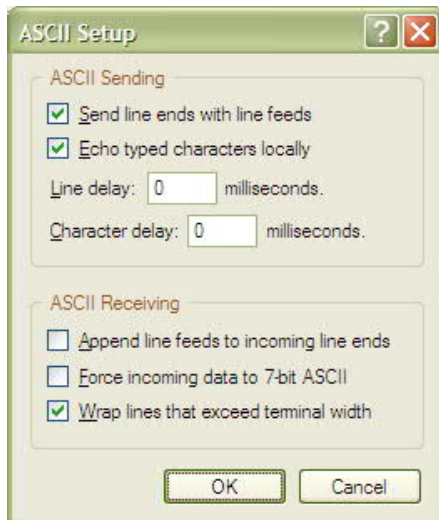 ASCII Setup
ASCII Sending
Send line ends with line feeds
Echo typed characters locally
Line delay: 0 milliseconds.
Character delay: 0 milliseconds.
ASCII Receiving
Append line feeds to incoming line ends
Force incoming data to 7-bit ASCII
Wrap lines that exceed terminal width
OK Cancel